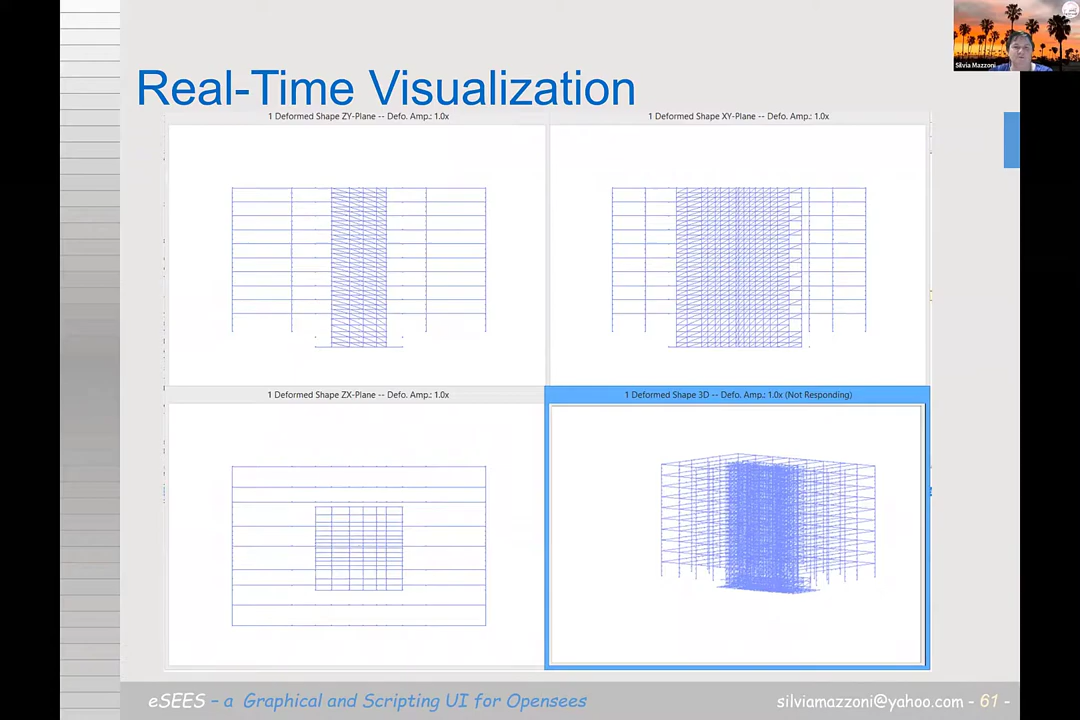 Silvia Mazzoni
Real-Time Visualization
1 Deformed Shape ZY-Plane -- Defo. Amp.: 1.0x
1 Deformed Shape XY-Plane -- Defo. Amp.: 1.0x
1 Deformed Shape ZX-Plane -- Defo. Amp.: 1.0x
1 Deformed Shape 3D -- Defo. Amp.: 1.0x (Not Responding)
eSEES – a Graphical and Scripting UI for Opensees
silviamazzoni@yahoo.com - 61 -